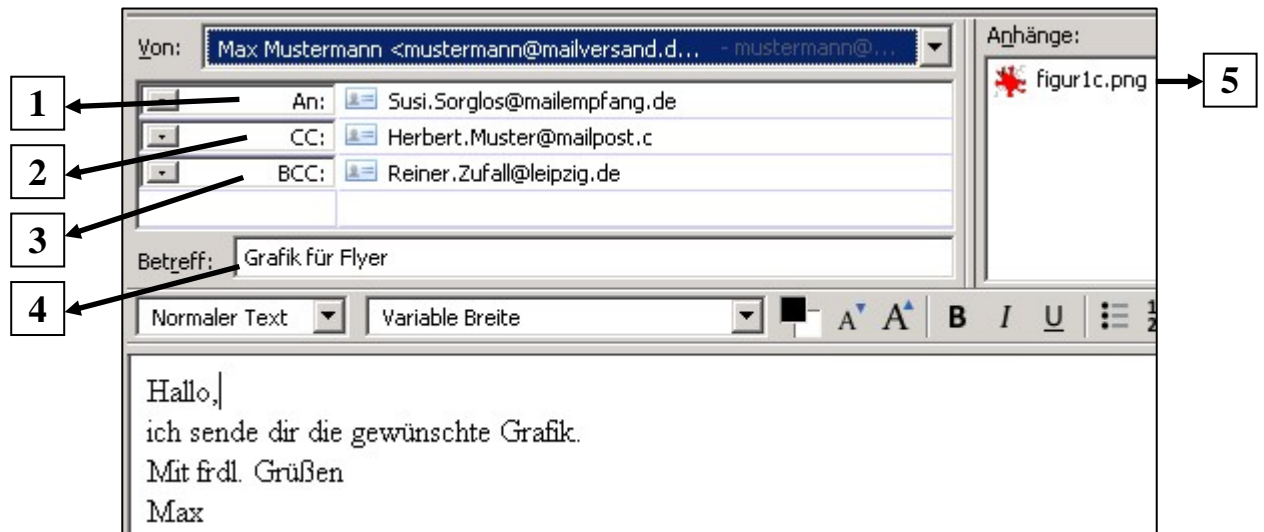 Von: Max Mustermann <mustermann@mailversand.d... - mustermann@...
Anhänge:
1 An: Susi.Sorglos@mailempfang.de
figur1c.png 5
2 CC: Herbert.Muster@mailpost.c
3 BCC: Reiner.Zufall@leipzig.de
4 Betreff: Grafik für Flyer
Normaler Text Variable Breite A A B I U
Hallo,
ich sende dir die gewünschte Grafik.
Mit frdl. Grüßen
Max